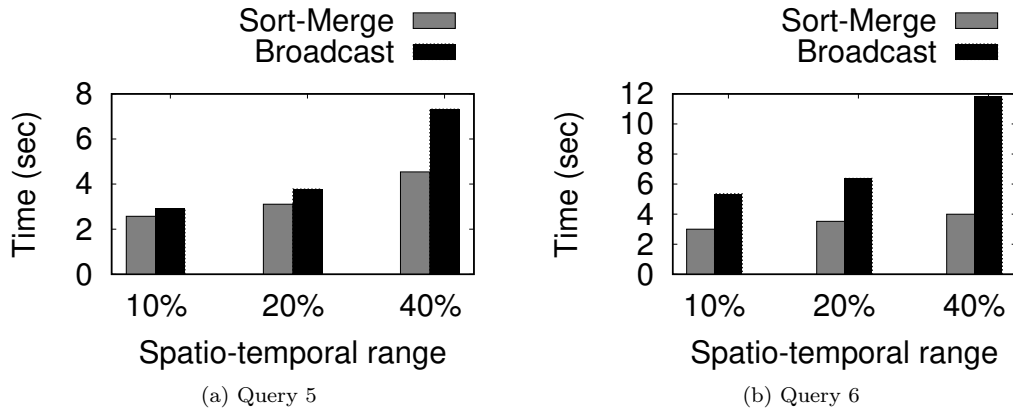 Sort-Merge
Broadcast
8
6
4
2
0
Time (sec)
10% 20% 40%
Spatio-temporal range
(a) Query 5
Sort-Merge
Broadcast
12
10
8
6
4
2
0
Time (sec)
10% 20% 40%
Spatio-temporal range
(b) Query 6